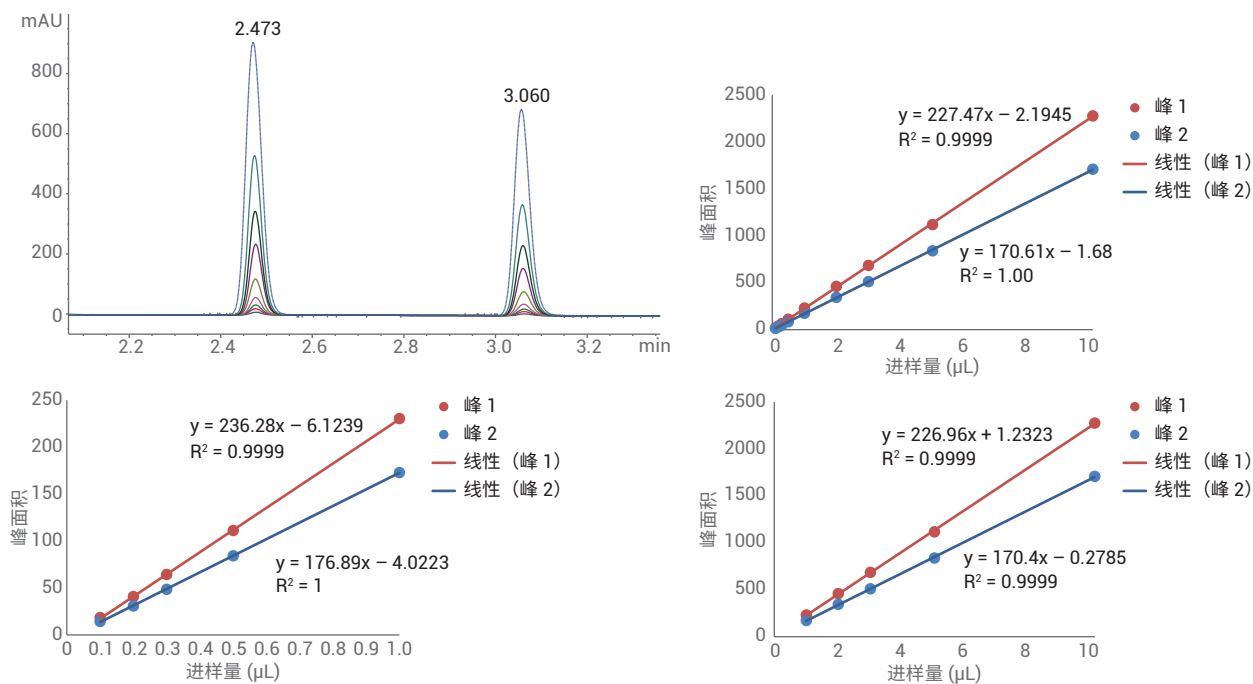 mAU
2.473
3.060
800
600
400
200
0
2.2 2.4 2.6 2.8 3.0 3.2 min
2500
2000
1500
1000
500
0
峰面积
y = 227.47x – 2.1945
R² = 0.9999
y = 170.61x – 1.68
R² = 1.00
0 2 4 6 8 10
进样量 (µL)
峰 1
峰 2
线性（峰 1）
线性（峰 2）
250
200
150
100
50
0
峰面积
y = 236.28x – 6.1239
R² = 0.9999
y = 176.89x – 4.0223
R² = 1
0 0.1 0.2 0.3 0.4 0.5 0.6 0.7 0.8 0.9 1.0
进样量 (µL)
峰 1
峰 2
线性（峰 1）
线性（峰 2）
2500
2000
1500
1000
500
0
峰面积
y = 226.96x + 1.2323
R² = 0.9999
y = 170.4x – 0.2785
R² = 0.9999
0 2 4 6 8 10
进样量 (µL)
峰 1
峰 2
线性（峰 1）
线性（峰 2）